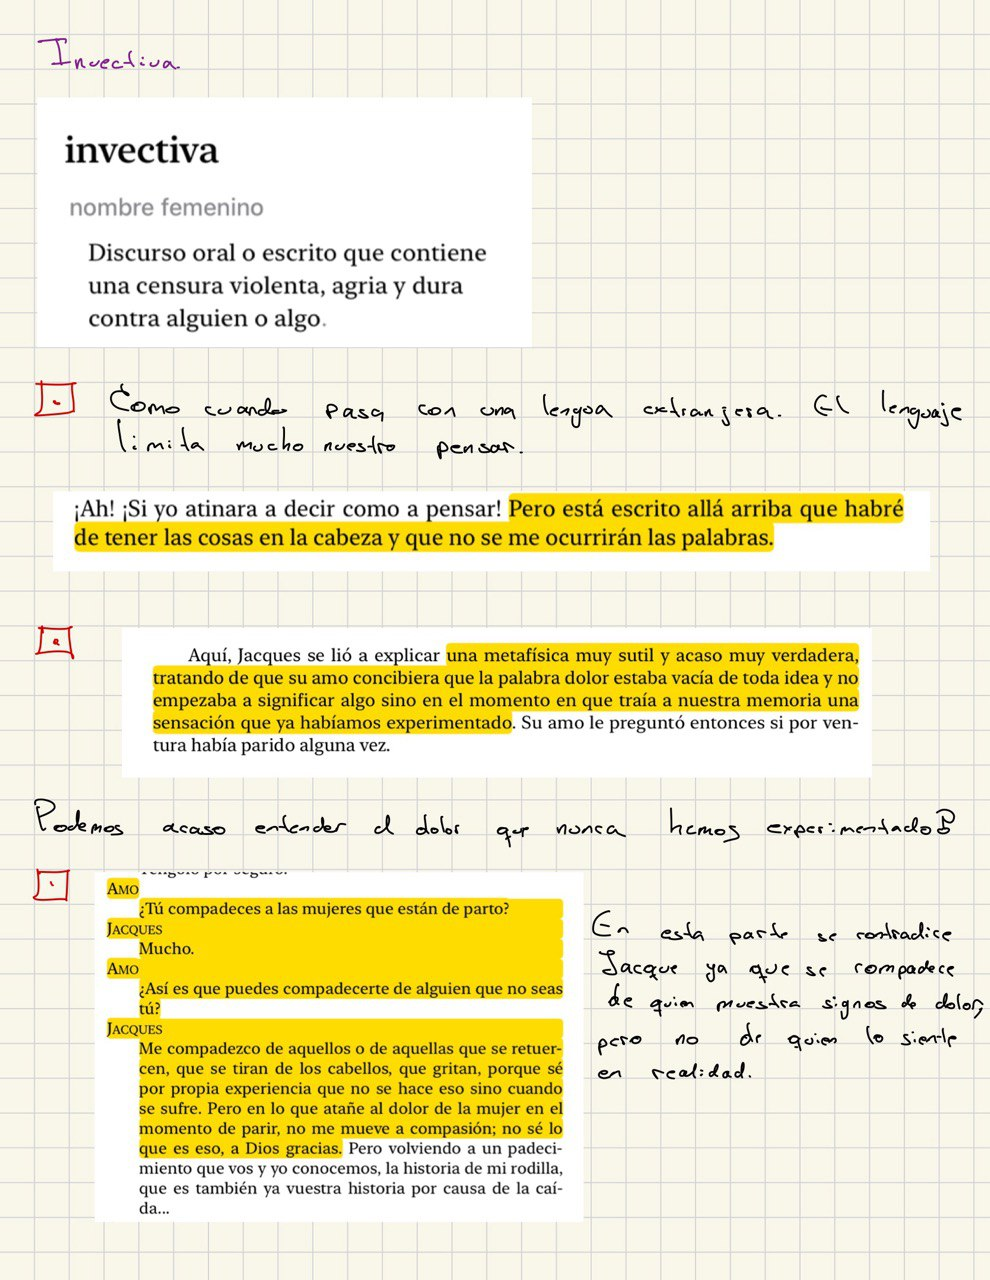 Invectiva
invectiva
nombre femenino
Discurso oral o escrito que contiene
una censura violenta, agria y dura
contra alguien o algo.
Como cuando pasa con una lengua extranjera. El lenguaje
limita mucho nuestro pensar.
¡Ah! ¡Si yo atinara a decir como a pensar! Pero está escrito allá arriba que habré
de tener las cosas en la cabeza y que no se me ocurrirán las palabras.
Aquí, Jacques se lió a explicar una metafísica muy sutil y acaso muy verdadera,
tratando de que su amo concibiera que la palabra dolor estaba vacía de toda idea y no
empezaba a significar algo sino en el momento en que traía a nuestra memoria una
sensación que ya habíamos experimentado. Su amo le preguntó entonces si por ven-
tura había parido alguna vez.
Podemos acaso entender el dolor que nunca hemos experimentado?
Téngolo por seguro.
AMO
¿Tú compadeces a las mujeres que están de parto?
JACQUES
Mucho.
AMO
¿Así es que puedes compadecerte de alguien que no seas
tú?
JACQUES
Me compadezco de aquellos o de aquellas que se retuer-
cen, que se tiran de los cabellos, que gritan, porque sé
por propia experiencia que no se hace eso sino cuando
se sufre. Pero en lo que atañe al dolor de la mujer en el
momento de parir, no me mueve a compasión; no sé lo
que es eso, a Dios gracias. Pero volviendo a un padeci-
miento que vos y yo conocemos, la historia de mi rodilla,
que es también ya vuestra historia por causa de la caí-
da...
En esta parte se contradice
Jacque ya que se compadece
de quien muestra signos de dolor,
pero no de quien lo siente
en realidad.